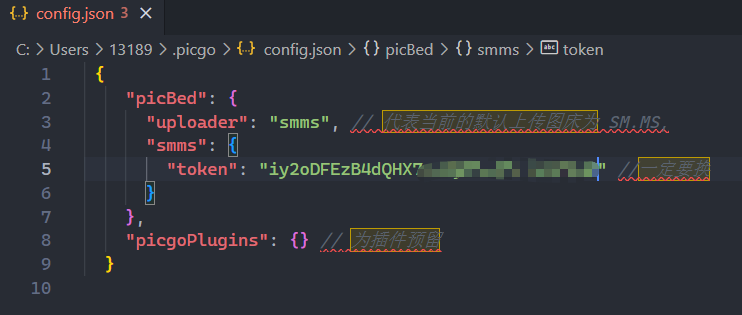 config.json 3 ×
C: > Users > 13189 > .picgo > {··} config.json > {} picBed > {} smms > abc token
1 {
2 "picBed": {
3 "uploader": "smms", // 代表当前的默认上传图床为 SM.MS,
4 "smms": {
5 "token": "iy2oDFEzB4dQHX7" //一定要换
6 }
7 },
8 "picgoPlugins": {} // 为插件预留
9 }
10